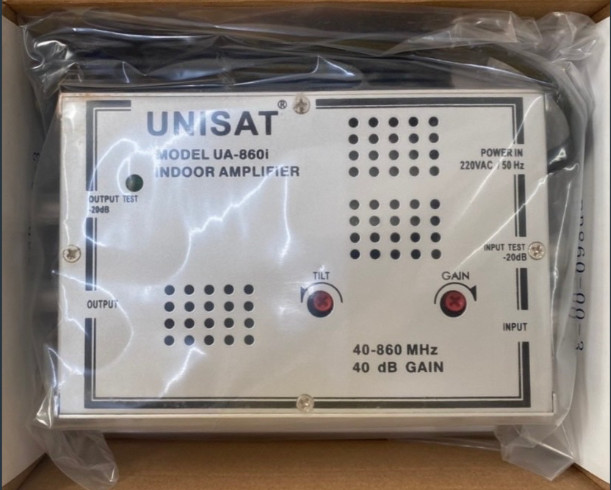 UNISAT®
MODEL UA-860i
INDOOR AMPLIFIER
POWER IN
220VAC / 50 Hz
OUTPUT TEST
-20dB
INPUT TEST
-20dB
TILT
GAIN
OUTPUT
INPUT
40-860 MHz
40 dB GAIN